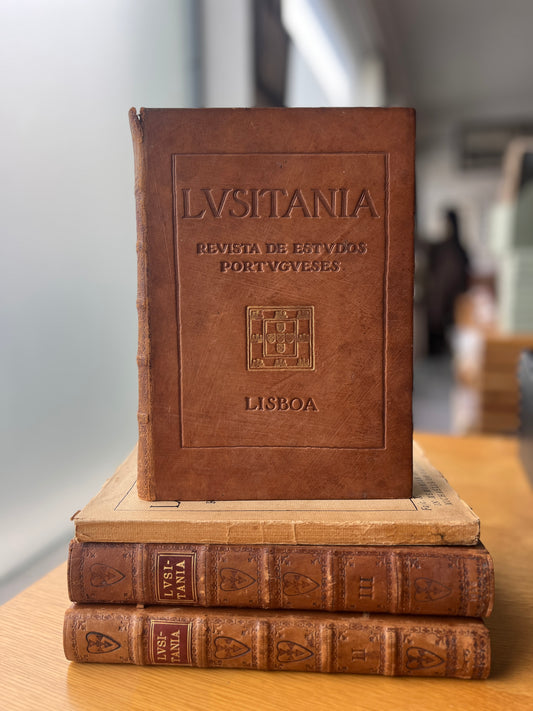 LVSITANIA
REVISTA DE ESTVDOS
PORTVGVESES
LISBOA
LVSI-
TANIA
III
LVSI-
TANIA
II